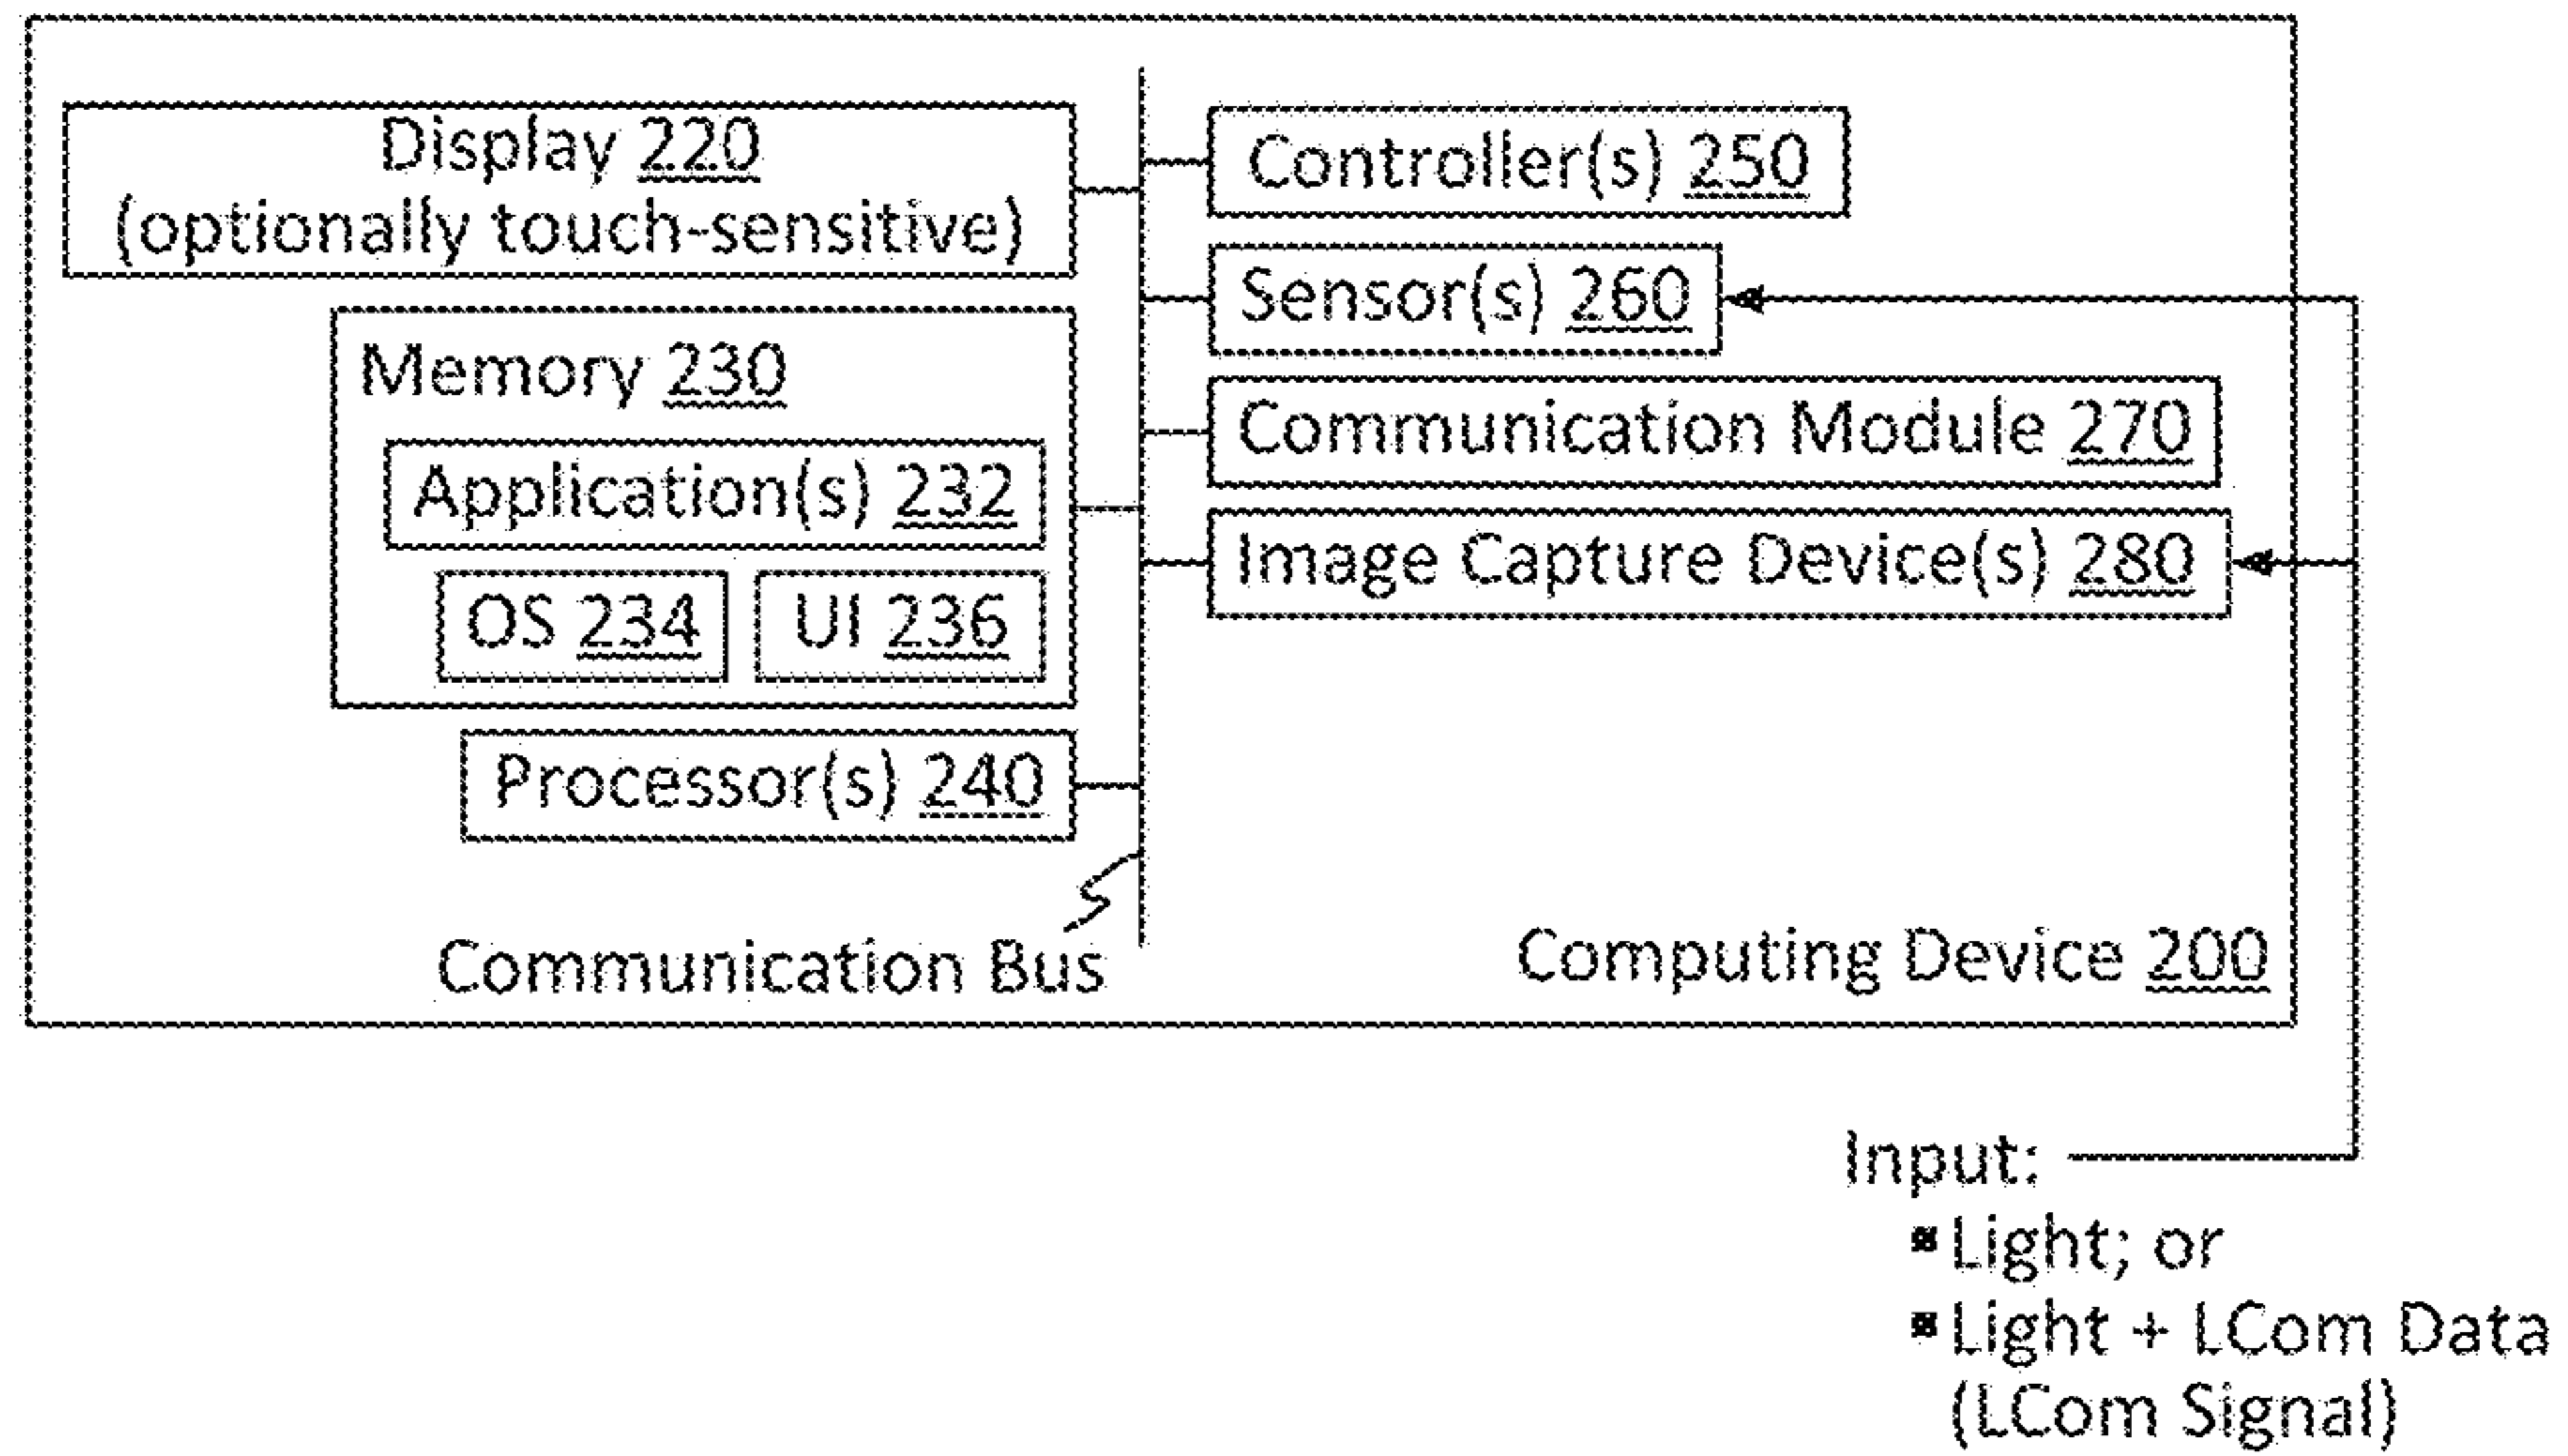 Display 220
(optionally touch-sensitive)
Memory 230
Application(s) 232
OS 234
UI 236
Processor(s) 240
Communication Bus
Controller(s) 250
Sensor(s) 260
Communication Module 270
Image Capture Device(s) 280
Computing Device 200
Input:
▪Light; or
▪Light + LCom Data
(LCom Signal)